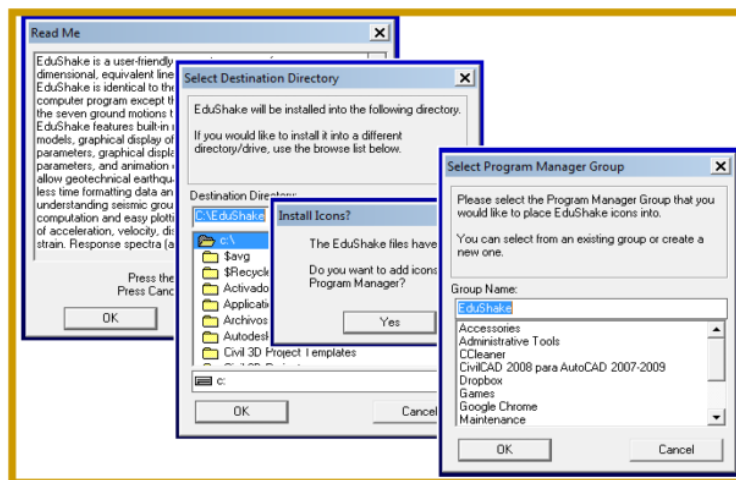 Read Me
EduShake is a user-friendly
dimensional, equivalent line
EduShake is identical to the
computer program except th
the seven ground motions t
EduShake features built-in
models, graphical display of
parameters, graphical displa
parameters, and animation
allow geotechnical earthqua
less time formatting data an
understanding seismic grou
computation and easy plotti
of acceleration, velocity, dis
strain. Response spectra (a
Press the
Press Canc
OK
Select Destination Directory
EduShake will be installed into the following directory.
If you would like to install it into a different
directory/drive, use the browse list below.
Destination Directory:
C:\EduShake
c:\
$avg
$Recycle
Activado
Applicati
Archivos
Autodesk
Civil 3D Project Templates
c:
OK
Cancel
Install Icons?
The EduShake files have
Do you want to add icons
Program Manager?
Yes
Select Program Manager Group
Please select the Program Manager Group that you
would like to place EduShake icons into.
You can select from an existing group or create a
new one.
Group Name:
EduShake
Accessories
Administrative Tools
CCleaner
CivilCAD 2008 para AutoCAD 2007-2009
Dropbox
Games
Google Chrome
Maintenance
OK
Cancel